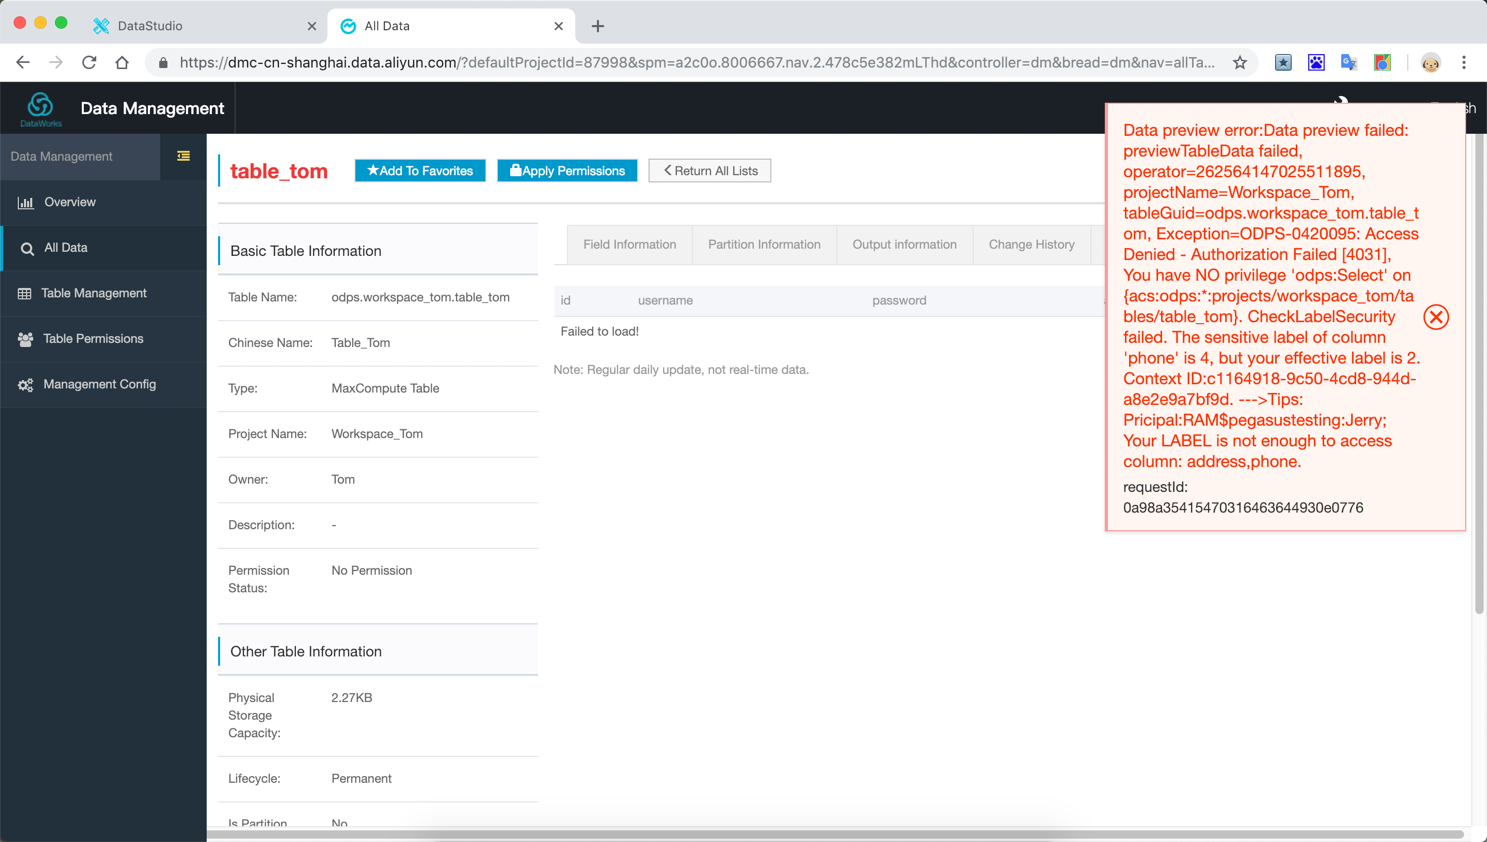 DataStudio
All Data
https://dmc-cn-shanghai.data.aliyun.com/?defaultProjectId=87998&spm=a2c0o.8006667.nav.2.478c5e382mLThd&controller=dm&bread=dm&nav=allTa...
DataWorks
Data Management
Data Management
Overview
All Data
Table Management
Table Permissions
Management Config
table_tom
★Add To Favorites
Apply Permissions
Return All Lists
Basic Table Information
Table Name: odps.workspace_tom.table_tom
Chinese Name: Table_Tom
Type: MaxCompute Table
Project Name: Workspace_Tom
Owner: Tom
Description: -
Permission Status: No Permission
Other Table Information
Physical Storage Capacity: 2.27KB
Lifecycle: Permanent
Is Partition No
Field Information
Partition Information
Output information
Change History
id username password
Failed to load!
Note: Regular daily update, not real-time data.
Data preview error:Data preview failed:
previewTableData failed,
operator=262564147025511895,
projectName=Workspace_Tom,
tableGuid=odps.workspace_tom.table_t
om, Exception=ODPS-0420095: Access
Denied - Authorization Failed [4031],
You have NO privilege 'odps:Select' on
{acs:odps:*:projects/workspace_tom/ta
bles/table_tom}. CheckLabelSecurity
failed. The sensitive label of column
'phone' is 4, but your effective label is 2.
Context ID:c1164918-9c50-4cd8-944d-
a8e2e9a7bf9d. --->Tips:
Pricipal:RAM$pegasustesting:Jerry;
Your LABEL is not enough to access
column: address,phone.
requestId:
0a98a35415470316463644930e0776